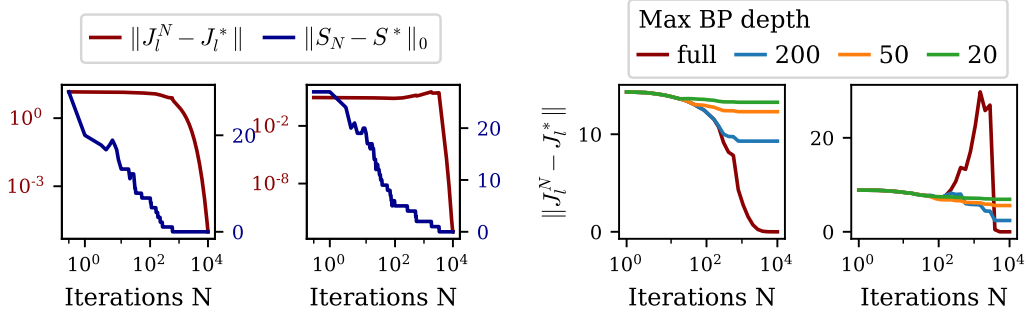 ‖J_l^N − J_l^*‖ ‖S_N − S^*‖_0
10^0
10^{-3}
20
0
10^0 10^2 10^4
Iterations N
10^{-2}
10^{-8}
20
10
0
10^0 10^2 10^4
Iterations N
Max BP depth
full 200 50 20
‖J_l^N − J_l^*‖
10
0
10^0 10^2 10^4
Iterations N
20
0
10^0 10^2 10^4
Iterations N